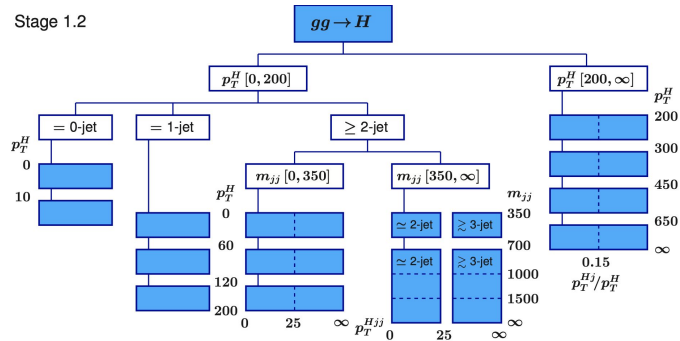 Stage 1.2
gg → H
p_T^H [0, 200]
p_T^H [200, ∞]
= 0-jet
= 1-jet
≥ 2-jet
p_T^H
0
10
m_jj [0, 350]
m_jj [350, ∞]
p_T^H
0
60
120
200
0
25
∞
m_jj
350
700
1000
1500
∞
≃ 2-jet
≳ 3-jet
≃ 2-jet
≳ 3-jet
p_T^Hjj
0
25
∞
p_T^H
200
300
450
650
∞
0.15
p_T^Hj/p_T^H